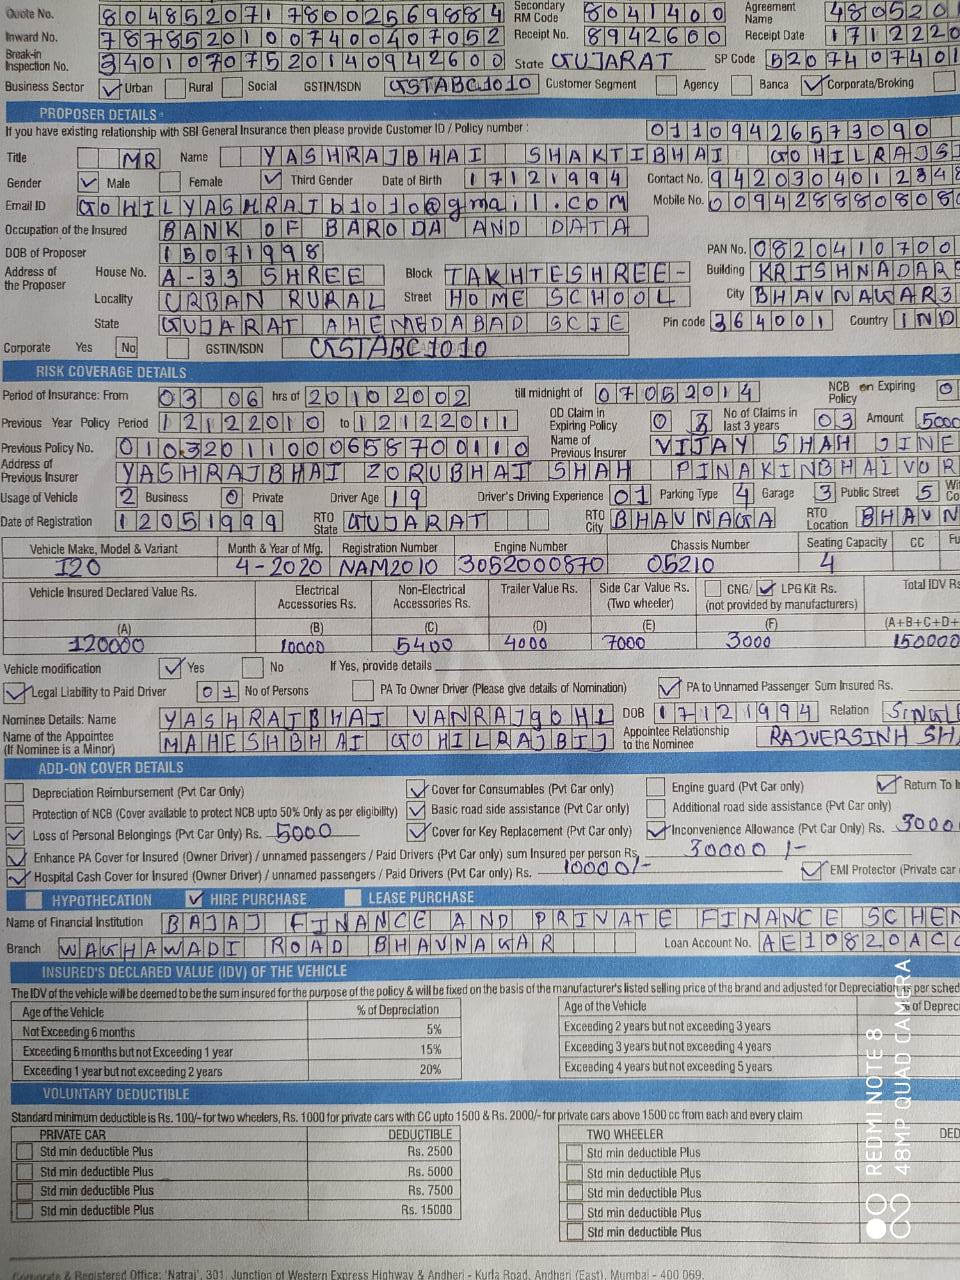 Quote No. 80485207178002569884 Secondary RM Code 8041400 Agreement Name 4805201
Inward No. 7878520100740407052 Receipt No. 8942600 Receipt Date 1712220
Break-in Inspection No. 3401070752014094 2600 State GUJARAT SP Code 520740740 1
Business Sector Urban Rural Social GSTIN/ISDN GSTABC1010 Customer Segment Agency Banca Corporate/Broking
PROPOSER DETAILS
If you have existing relationship with SBI General Insurance then please provide Customer ID / Policy number : 0110942657 3090
Title MR Name YASHRAJBHAI SHAKTIBHAI GOHILRAJSI
Gender Male Female Third Gender Date of Birth 17121994 Contact No. 942030401234 8
Email ID GOHILYASHRAJb1010@gmail.com Mobile No. 009428880808
Occupation of the Insured BANK OF BARODA AND DATA
DOB of Proposer 15071998 PAN No. 0820410700
Address of the Proposer House No. A-33 SHREE Block TAKHTESHREE- Building KRISHNADARS
Locality URBAN RURAL Street HOME SCHOOL City BHAVNAGAR3
State GUJARAT AHEMEDABAD SCIE Pin code 364001 Country IND
Corporate Yes No GSTIN/ISDN GSTABC1010
RISK COVERAGE DETAILS
Period of Insurance: From 03 06 hrs of 20102002 till midnight of 07052014 NCB on Expiring Policy 0
Previous Year Policy Period 12122010 to 12122011 OD Claim in Expiring Policy 0 3 No of Claims in last 3 years 03 Amount 5000
Previous Policy No. 01032011000658700110 Name of Previous Insurer VIJAY SHAH JINE
Address of Previous Insurer YASHRAJBHAI ZORUBHAI SHAH PINAKINBHAIVOR
Usage of Vehicle 2 Business 0 Private Driver Age 19 Driver's Driving Experience 01 Parking Type 4 Garage 3 Public Street 5
Date of Registration 12051999 RTO State GUJARAT RTO City BHAVNAGA RTO Location BHAVN
Vehicle Make, Model & Variant Month & Year of Mfg. Registration Number Engine Number Chassis Number Seating Capacity CC Fu
I20 4-2020 NAM2010 3052000870 05210 4
Vehicle Insured Declared Value Rs. Electrical Accessories Rs. Non-Electrical Accessories Rs. Trailer Value Rs. Side Car Value Rs. (Two wheeler) CNG/ LPG Kit Rs. (not provided by manufacturers) Total IDV Rs
(A) (B) (C) (D) (E) (F) (A+B+C+D+
120000 10000 5400 4000 7000 3000 150000
Vehicle modification Yes No If Yes, provide details
Legal Liability to Paid Driver 01 No of Persons PA To Owner Driver (Please give details of Nomination) PA to Unnamed Passenger Sum Insured Rs.
Nominee Details: Name YASHRAJBHAI VANRAJgOHL DOB 17121994 Relation SINGLE
Name of the Appointee (If Nominee is a Minor) MAHESHBHAI GOHILRAJBIJ Appointee Relationship to the Nominee RAJVERSINH SHA
ADD-ON COVER DETAILS
Depreciation Reimbursement (Pvt Car Only) Cover for Consumables (Pvt Car only) Engine guard (Pvt Car only) Return To In
Protection of NCB (Cover available to protect NCB upto 50% Only as per eligibility) Basic road side assistance (Pvt Car only) Additional road side assistance (Pvt Car only)
Loss of Personal Belongings (Pvt Car Only) Rs. 5000 Cover for Key Replacement (Pvt Car only) Inconvenience Allowance (Pvt Car only) Rs. 3000
Enhance PA Cover for Insured (Owner Driver) / unnamed passengers / Paid Drivers (Pvt Car only) sum Insured per person Rs. 30000 /-
Hospital Cash Cover for Insured (Owner Driver) / unnamed passengers / Paid Drivers (Pvt Car only) Rs. 10000/- EMI Protector (Private car
HYPOTHECATION HIRE PURCHASE LEASE PURCHASE
Name of Financial Institution BAJAJ FINANCE AND PRIVATE FINANCE SCHEM
Branch WAGHAWADI ROAD BHAVNAGAR Loan Account No. AE10820AC
INSURED'S DECLARED VALUE (IDV) OF THE VEHICLE
The IDV of the vehicle will be deemed to be the sum insured for the purpose of the policy & will be fixed on the basis of the manufacturer's listed selling price of the brand and adjusted for Depreciation as per sched
Age of the Vehicle % of Depreciation Age of the Vehicle % of Deprec
Not Exceeding 6 months 5% Exceeding 2 years but not exceeding 3 years
Exceeding 6 months but not Exceeding 1 year 15% Exceeding 3 years but not exceeding 4 years
Exceeding 1 year but not exceeding 2 years 20% Exceeding 4 years but not exceeding 5 years
VOLUNTARY DEDUCTIBLE
Standard minimum deductible is Rs. 100/- for two wheelers, Rs. 1000 for private cars with CC upto 1500 & Rs. 2000/- for private cars above 1500 cc from each and every claim
PRIVATE CAR DEDUCTIBLE TWO WHEELER DED
Std min deductible Plus Rs. 2500 Std min deductible Plus
Std min deductible Plus Rs. 5000 Std min deductible Plus
Std min deductible Plus Rs. 7500 Std min deductible Plus
Std min deductible Plus Rs. 15000 Std min deductible Plus
Std min deductible Plus
Corporate & Registered Office: 'Natraj', 301, Junction of Western Express Highway & Andheri - Kurla Road, Andheri (East), Mumbai - 400 069.
REDMI NOTE 8
48MP QUAD CAMERA